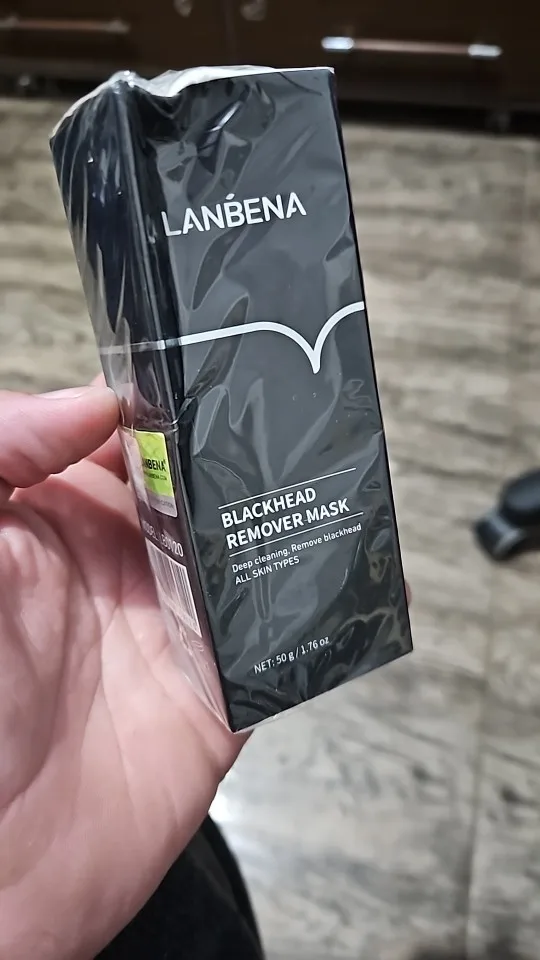 LANBENA
BLACKHEAD
REMOVER MASK
Deep cleaning. Remove blackhead
ALL SKIN TYPES
NET: 50 g / 1.76 oz